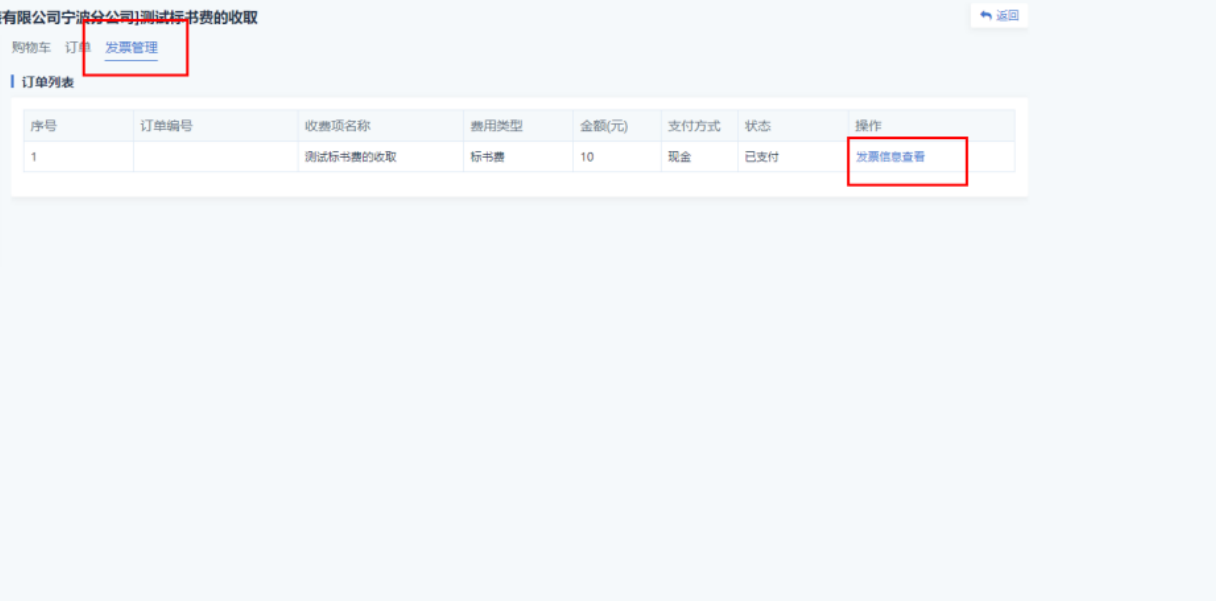 有限公司宁波分公司]测试标书费的收取
返回
购物车 订单 发票管理
订单列表
序号 订单编号 收费项名称 费用类型 金额(元) 支付方式 状态 操作
1 测试标书费的收取 标书费 10 现金 已支付 发票信息查看